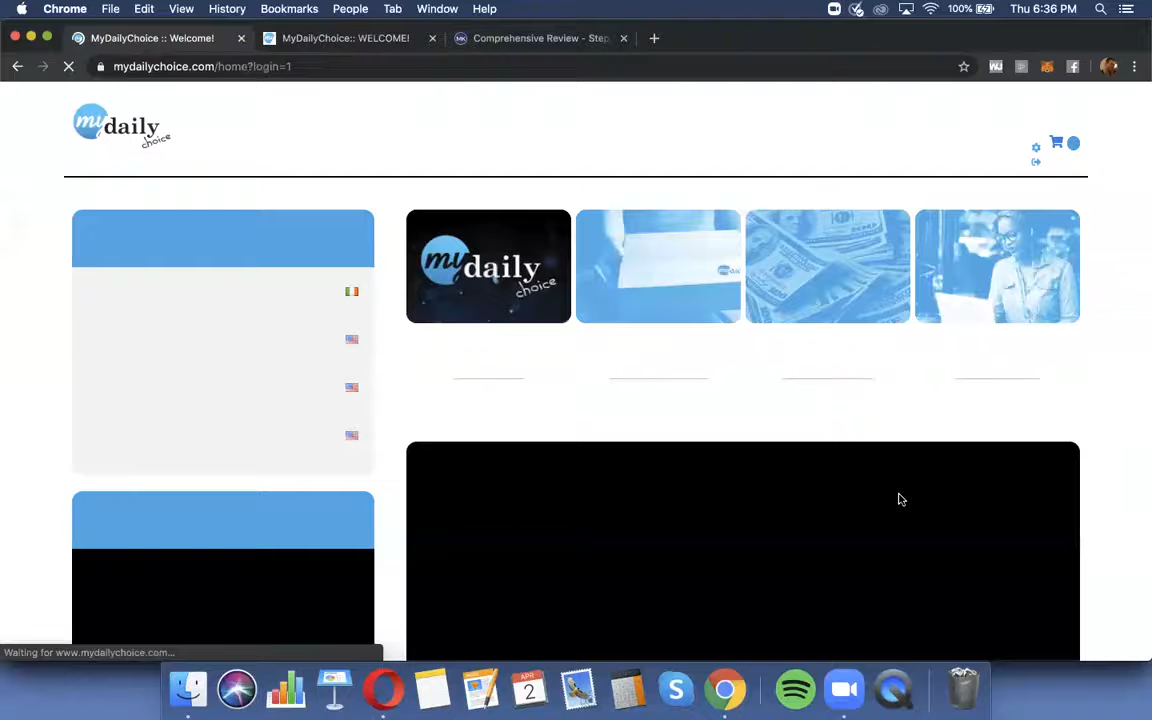 Chrome File Edit View History Bookmarks People Tab Window Help 100% Thu 6:36 PM
MyDailyChoice :: Welcome! MyDailyChoice:: WELCOME! Comprehensive Review - Step
mydailychoice.com/home?login=1
my daily choice
my daily choice
Waiting for www.mydailychoice.com...
2